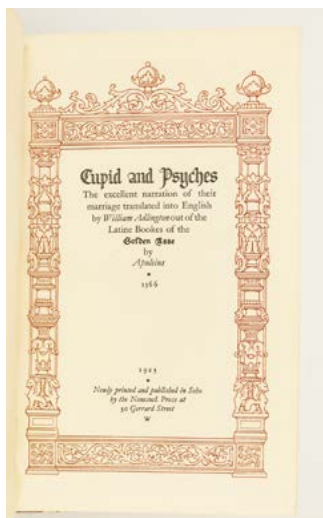 Cupid and Psyches
The excellent narration of their
marriage translated into English
by William Adlington out of the
Latine Bookes of the
Golden Asse
by
Apuleius
1566
1923
Newly printed and published in Soho
by the Nonesuch Press at
30 Gerrard Street